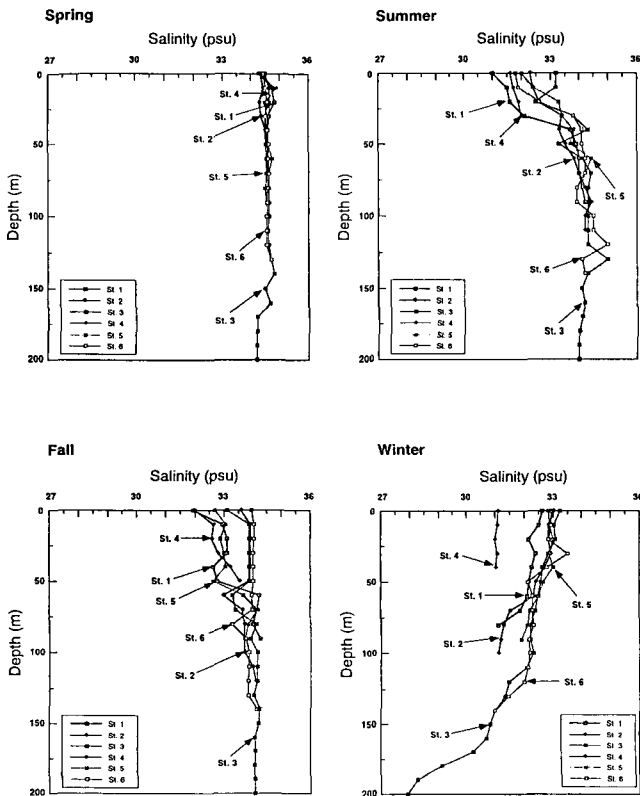 Spring
Salinity (psu)
27 30 33 36
0
50
100
150
200
Depth (m)
St. 4
St. 1
St. 2
St. 5
St. 6
St. 3
St. 1
St. 2
St. 3
St. 4
St. 5
St. 6
Summer
Salinity (psu)
27 30 33 36
0
50
100
150
200
Depth (m)
St. 1
St. 4
St. 2
St. 5
St. 6
St. 3
St. 1
St. 2
St. 3
St. 4
St. 5
St. 6
Fall
Salinity (psu)
27 30 33 36
0
50
100
150
200
Depth (m)
St. 4
St. 1
St. 5
St. 6
St. 2
St. 3
St. 1
St. 2
St. 3
St. 4
St. 5
St. 6
Winter
Salinity (psu)
27 30 33 36
0
50
100
150
200
Depth (m)
St. 4
St. 1
St. 5
St. 2
St. 6
St. 3
St. 1
St. 2
St. 3
St. 4
St. 5
St. 6